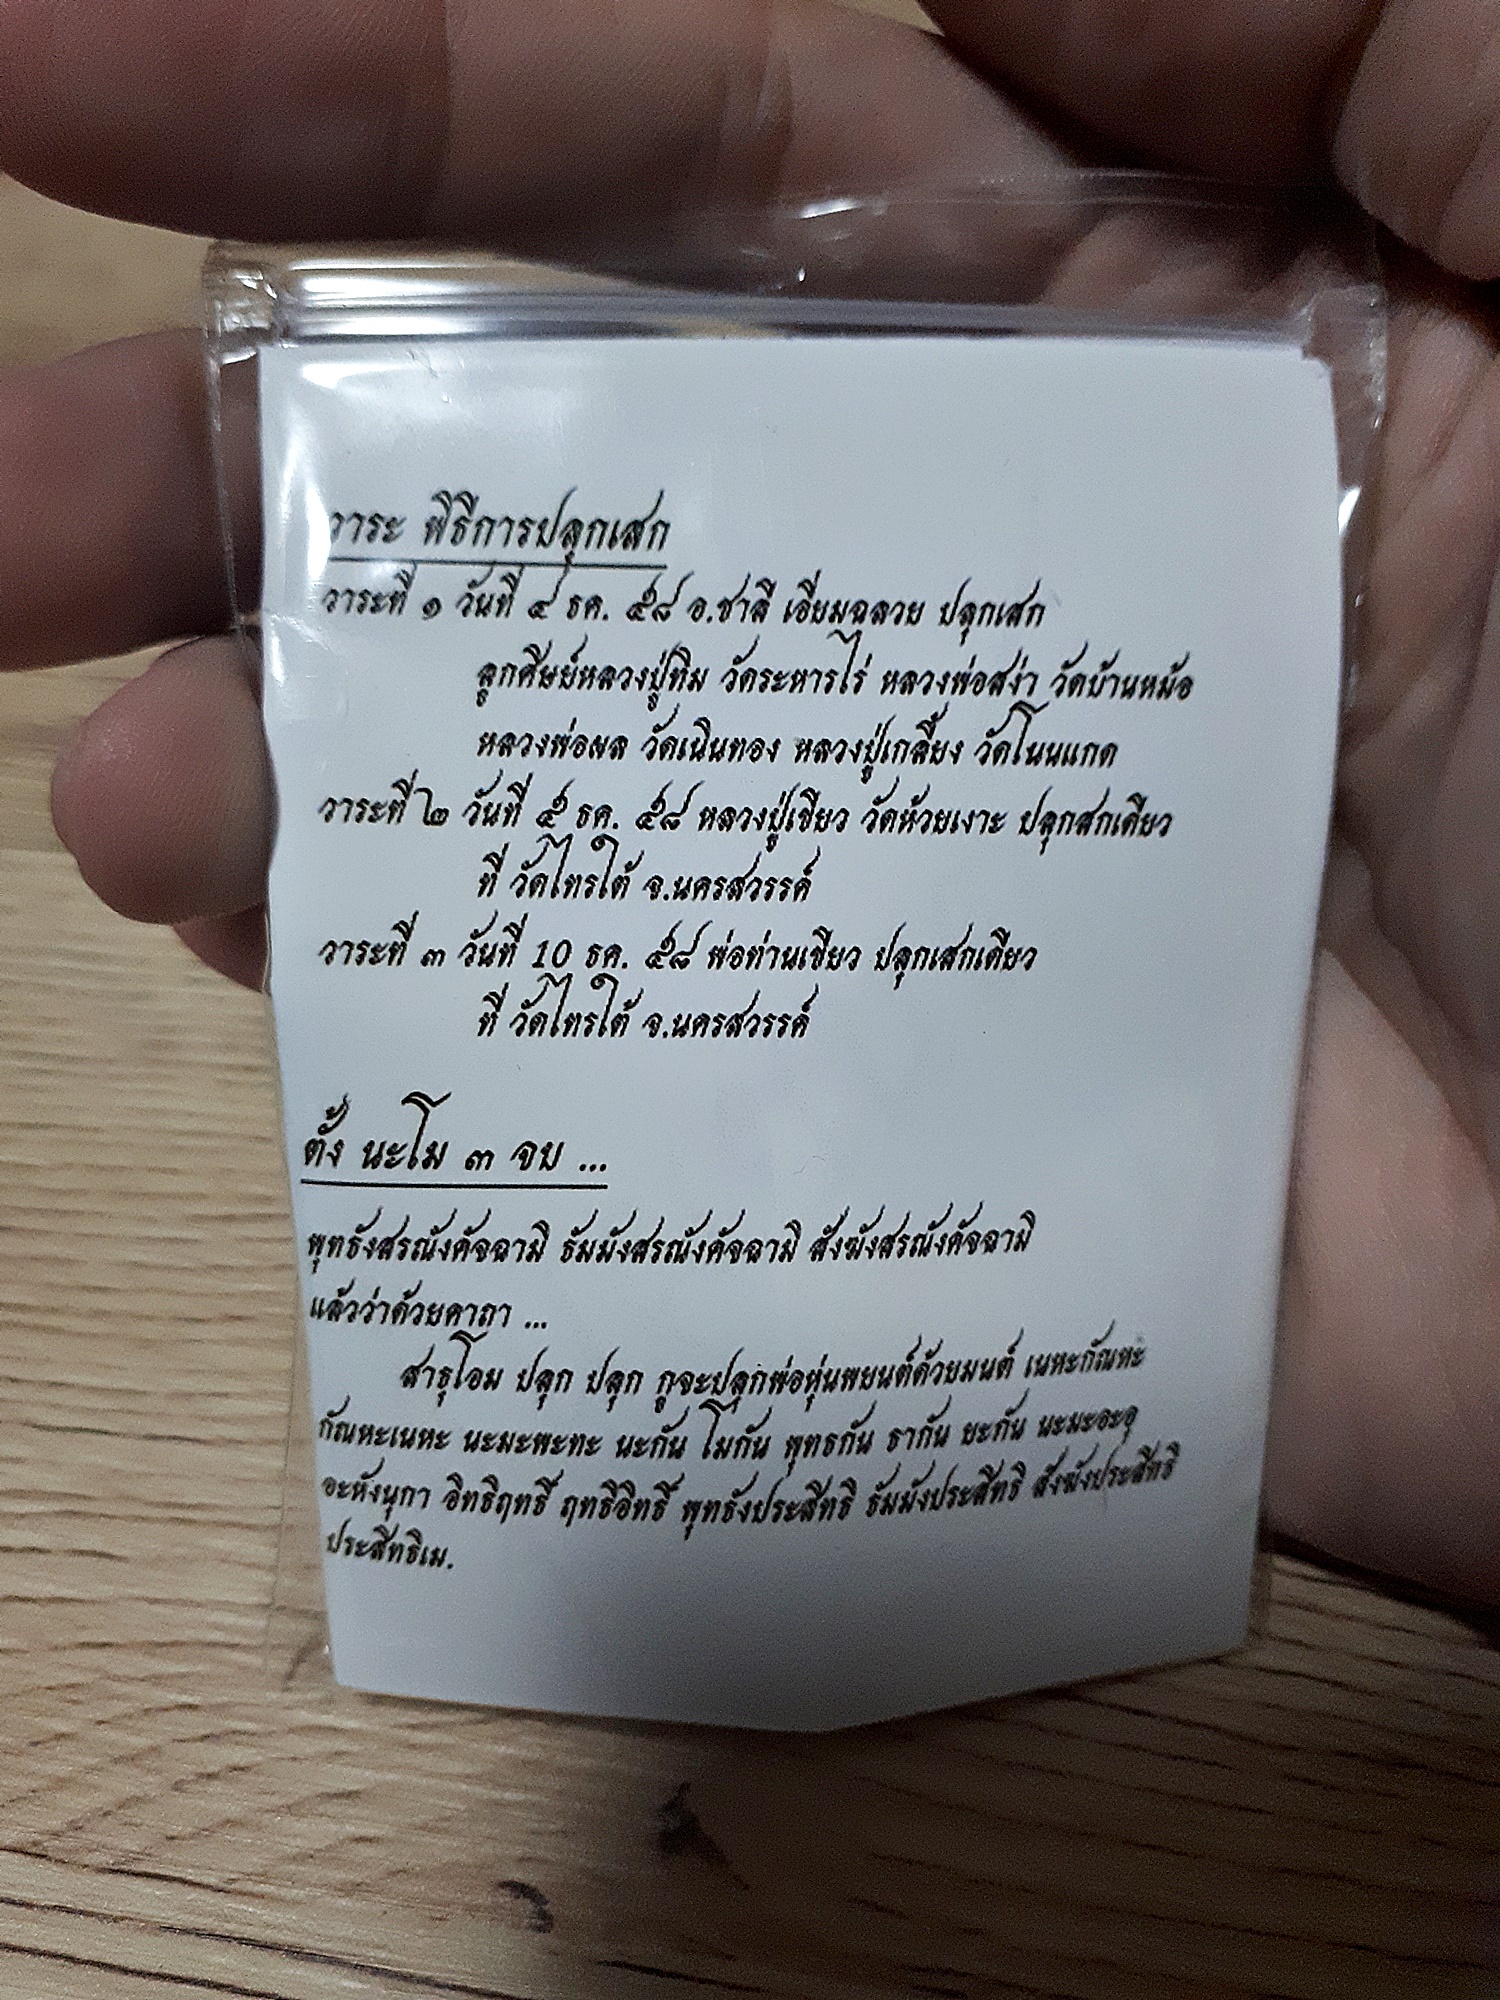 วาระ พิธีการปลุกเสก
วาระที่ ๑ วันที่ ๔ ธค. ๕๘ อ.ชาลี เอี่ยมฉลวย ปลุกเสก
ลูกศิษย์หลวงปู่ทิม วัดระหารไร่ หลวงพ่อสง่า วัดบ้านหม้อ
หลวงพ่อผล วัดเนินทอง หลวงปู่เกลี้ยง วัดโนนแกด
วาระที่ ๒ วันที่ ๕ ธค. ๕๘ หลวงปู่เขียว วัดห้วยเงาะ ปลุกสกเดียว
ที่ วัดไทรใต้ จ.นครสวรรค์
วาระที่ ๓ วันที่ 10 ธค. ๕๘ พ่อท่านเขียว ปลุกเสกเดียว
ที่ วัดไทรใต้ จ.นครสวรรค์
ตั้ง นะโม ๓ จบ ...
พุทธังสรณังคัจฉามิ ธัมมังสรณังคัจฉามิ สังฆังสรณังคัจฉามิ
แล้วว่าด้วยคาถา ...
สาธุโอม ปลุก ปลุก กูจะปลุกพ่อหุ่นพยนต์ด้วยมนต์ เนหะกัณหะ
กัณหะเนหะ นะมะพะทะ นะกัน โมกัน พุทธกัน ธากัน ยะกัน นะมะอะอุ
อะหังนุกา อิทธิฤทธิ์ ฤทธิอิทธิ์ พุทธังประสิทธิ ธัมมังประสิทธิ สังฆังประสิทธิ
ประสิทธิเม.